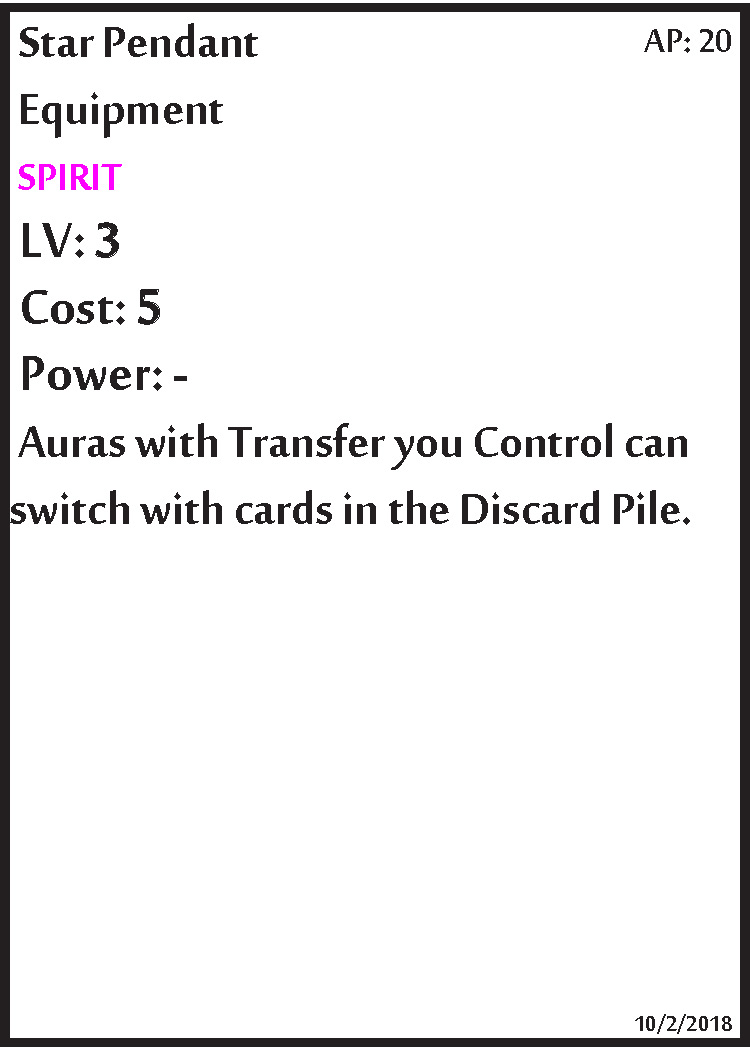 Star Pendant
AP: 20
Equipment
SPIRIT
LV: 3
Cost: 5
Power: -
Auras with Transfer you Control can
switch with cards in the Discard Pile.
10/2/2018